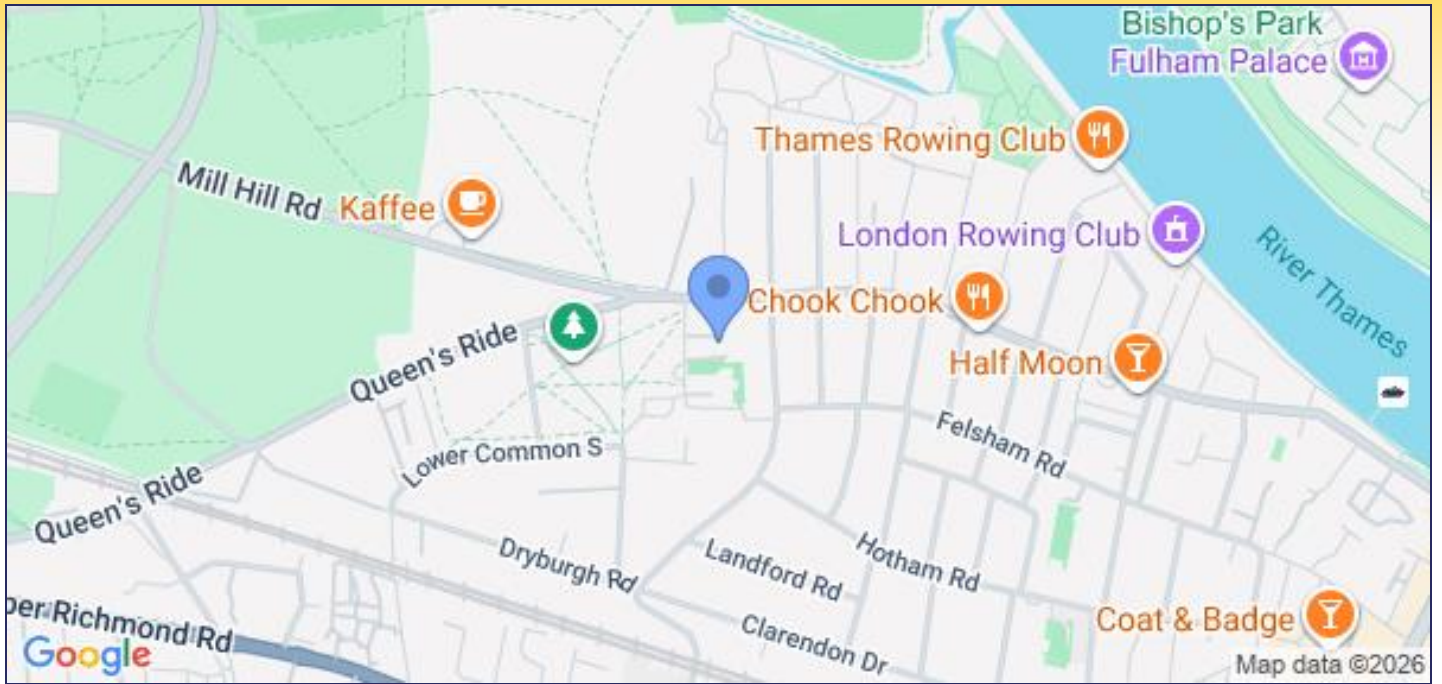 Bishop's Park
Fulham Palace
Thames Rowing Club
Mill Hill Rd
Kaffee
London Rowing Club
River Thames
Chook Chook
Queen's Ride
Half Moon
Felsham Rd
Lower Common S
Queen's Ride
Dryburgh Rd
Landford Rd
Hotham Rd
per Richmond Rd
Clarendon Dr
Coat & Badge
Google
Map data ©2026